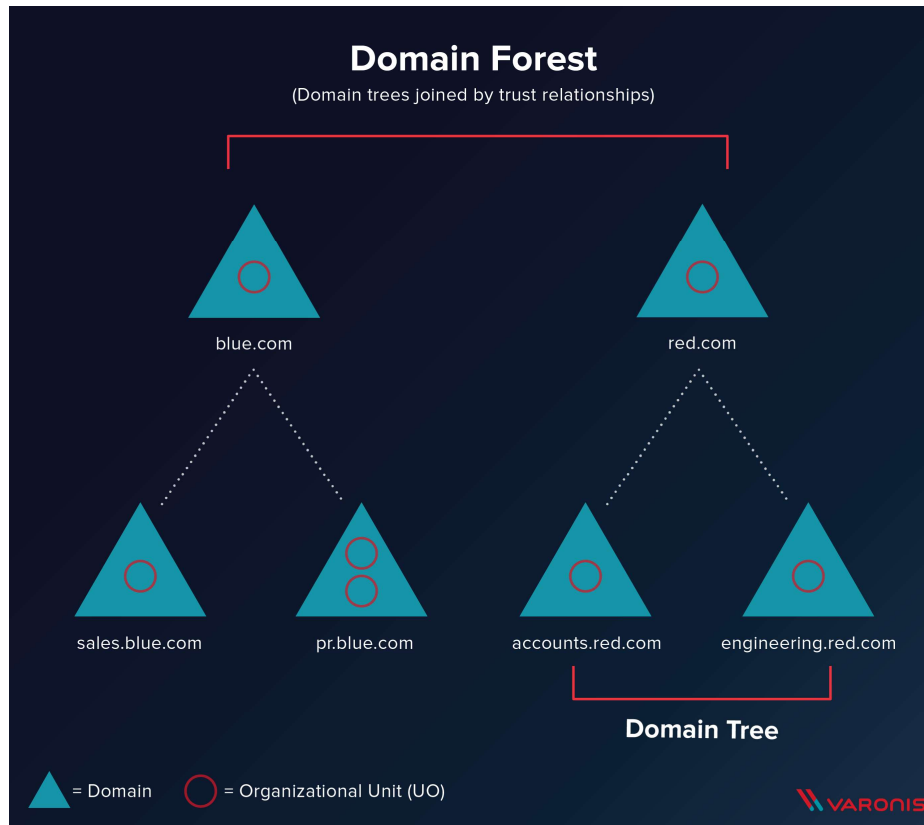 Domain Forest
(Domain trees joined by trust relationships)
blue.com
red.com
sales.blue.com
pr.blue.com
accounts.red.com
engineering.red.com
Domain Tree
= Domain
= Organizational Unit (UO)
VARONIS